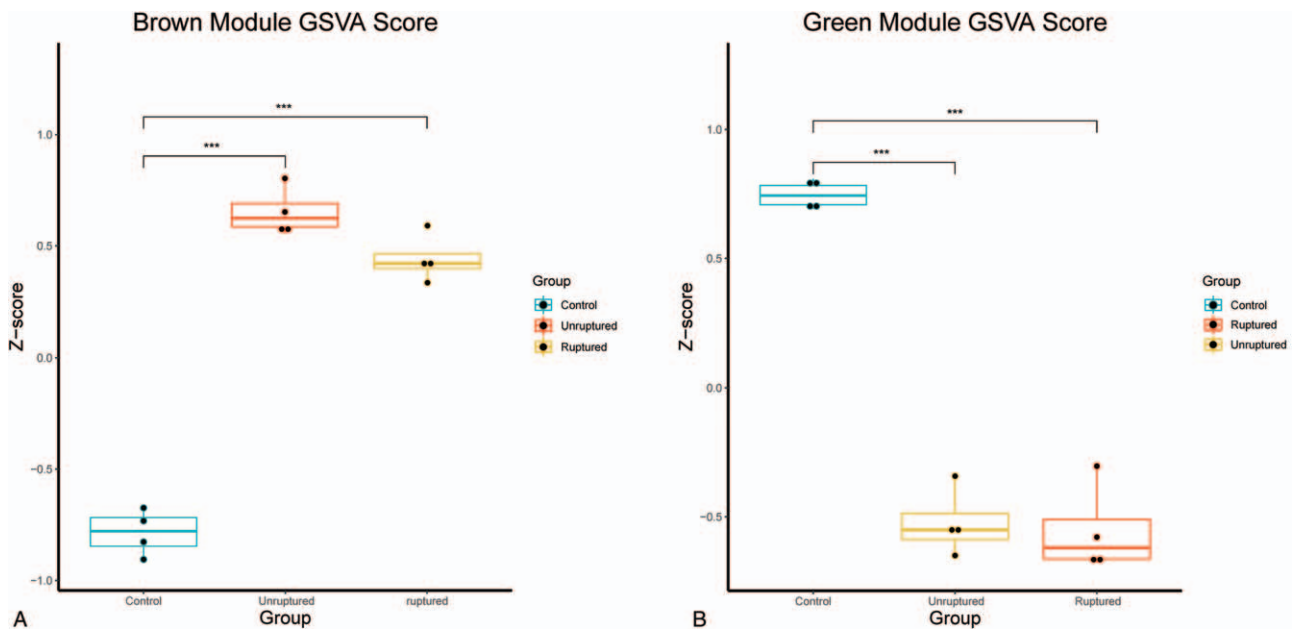 Brown Module GSVA Score
***
***
1.0
0.5
0.0
−0.5
−1.0
Z−score
Control
Unruptured
ruptured
Group
Group
Control
Unruptured
Ruptured
A
Green Module GSVA Score
***
***
1.0
0.5
0.0
−0.5
Z−score
Control
Unruptured
Ruptured
Group
Group
Control
Ruptured
Unruptured
B